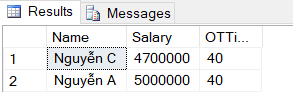 Results Messages
Name Salary OTTi...
1 Nguyễn C 4700000 40
2 Nguyễn A 5000000 40